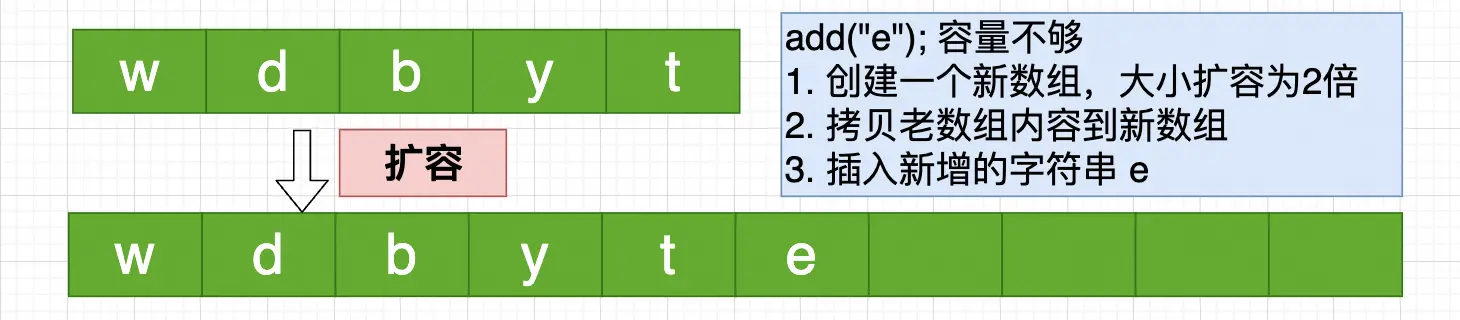 w d b y t
add("e"); 容量不够
1. 创建一个新数组，大小扩容为2倍
2. 拷贝老数组内容到新数组
3. 插入新增的字符串 e
扩容
w d b y t e